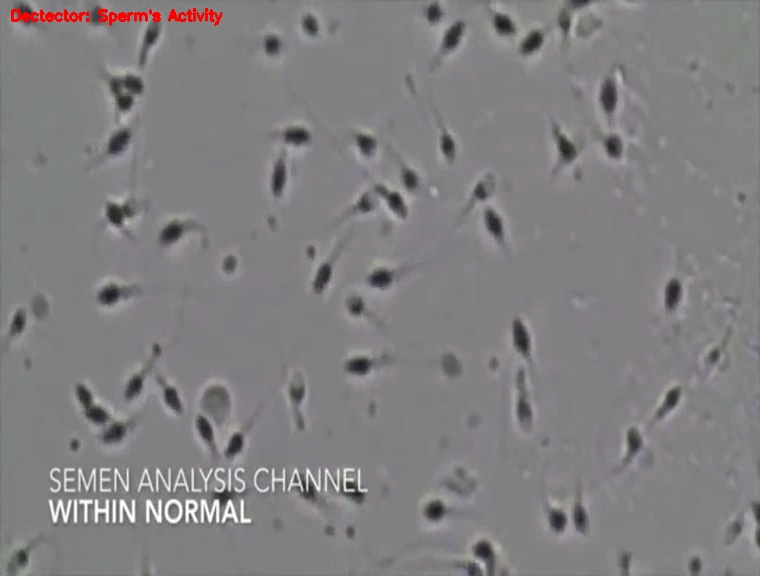 Dectector: Sperm's Activity
SEMEN ANALYSIS CHANNEL
WITHIN NORMAL